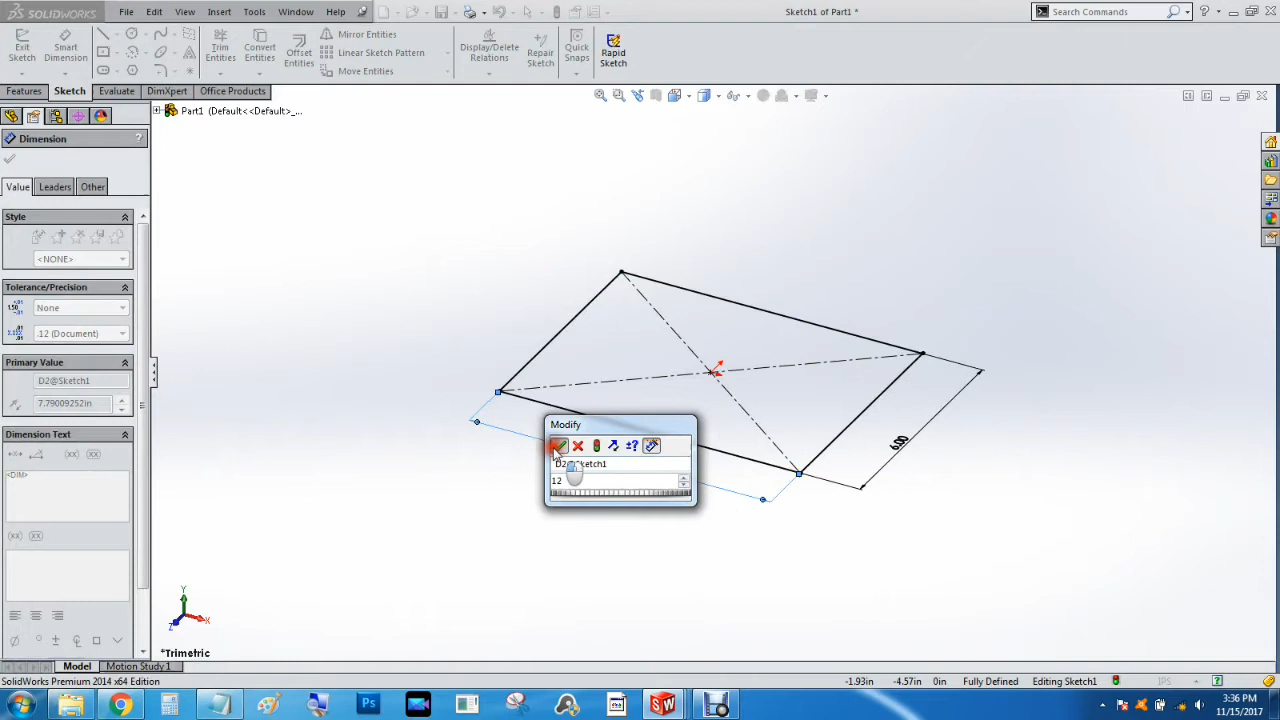 SOLIDWORKS File Edit View Insert Tools Window Help Sketch1 of Part1 * Search Commands
Exit Sketch
Smart Dimension
Trim Entities
Convert Entities
Offset Entities
Mirror Entities
Linear Sketch Pattern
Move Entities
Display/Delete Relations
Repair Sketch
Quick Snaps
Rapid Sketch
Features Sketch Evaluate DimXpert Office Products
Part1 (Default<<Default>_...
Dimension
Value Leaders Other
Style
<NONE>
Tolerance/Precision
None
.12 (Document)
Primary Value
D2@Sketch1
7.79009252in
Dimension Text
<DIM>
Modify
D2@Sketch1
12
6.00
Y
X
Z
*Trimetric
Model Motion Study 1
SolidWorks Premium 2014 x64 Edition -1.93in -4.57in 0in Fully Defined Editing Sketch1 IPS
3:36 PM
11/15/2017